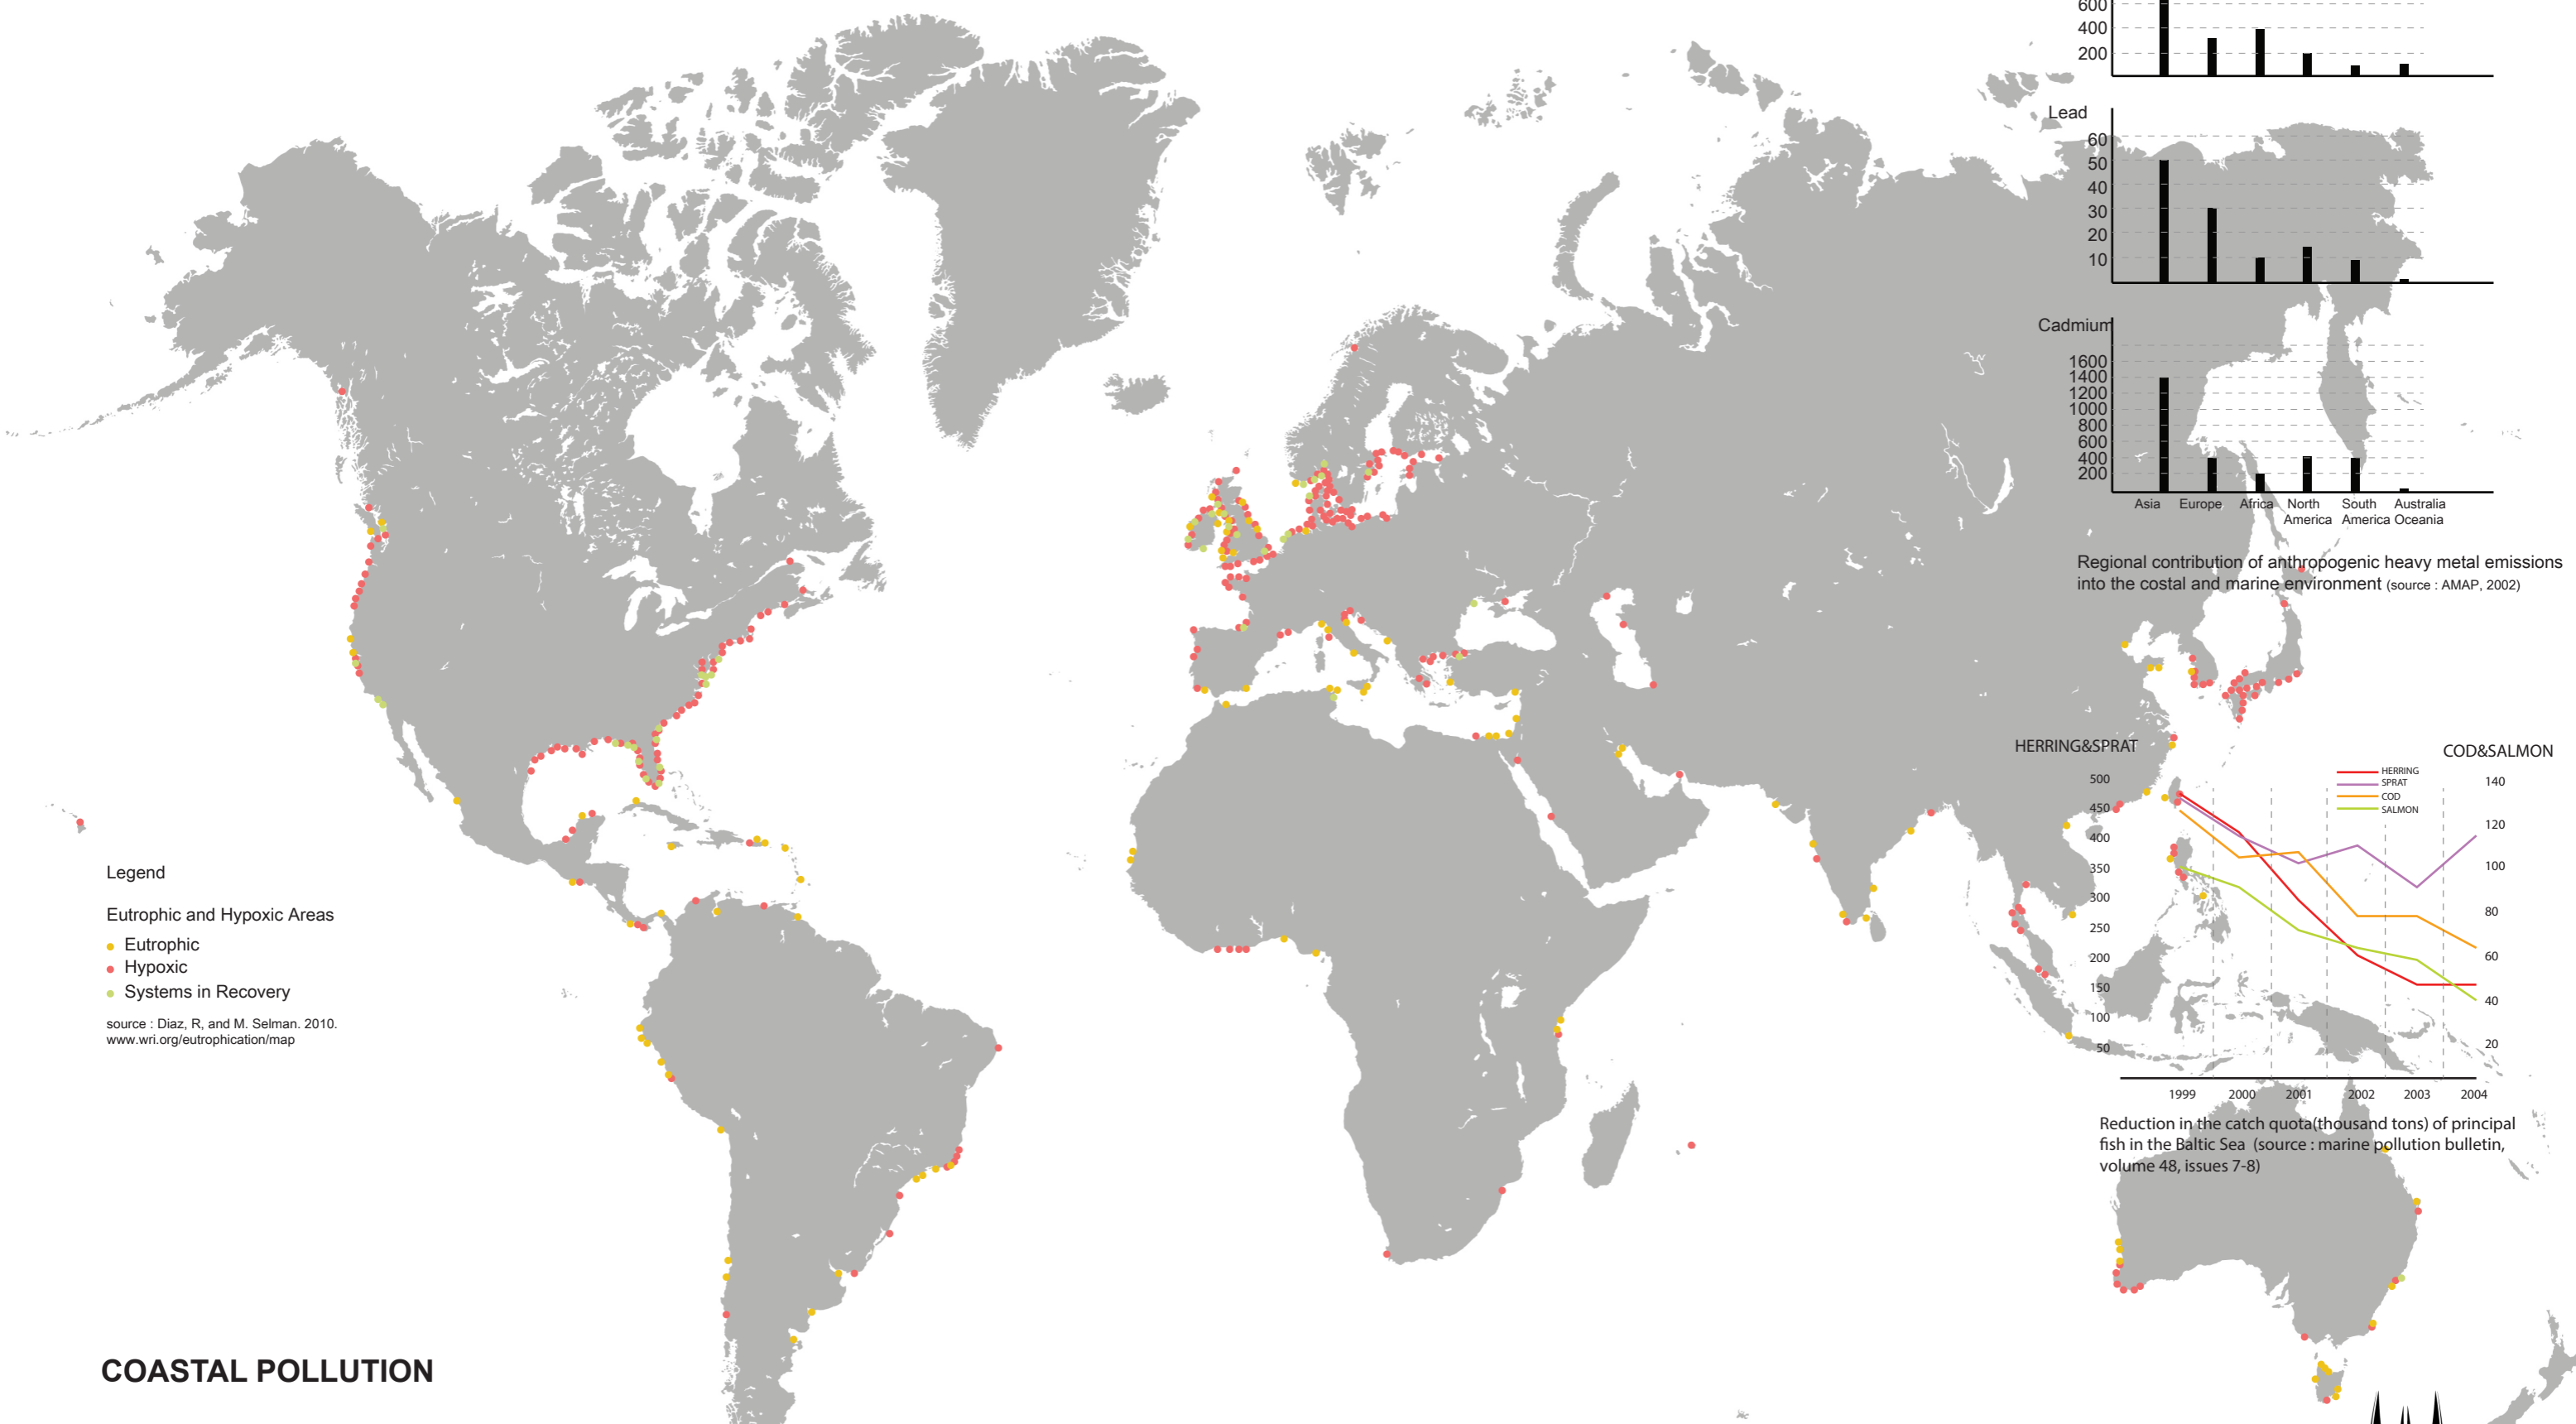 600
400
200
Lead
60
50
40
30
20
10
Cadmium
1600
1400
1200
1000
800
600
400
200
Asia Europe Africa North America South America Australia Oceania
Regional contribution of anthropogenic heavy metal emissions
into the costal and marine environment (source : AMAP, 2002)
HERRING&SPRAT
COD&SALMON
HERRING
SPRAT
COD
SALMON
500
450
400
350
300
250
200
150
100
50
140
120
100
80
60
40
20
1999 2000 2001 2002 2003 2004
Reduction in the catch quota(thousand tons) of principal
fish in the Baltic Sea (source : marine pollution bulletin,
volume 48, issues 7-8)
Legend
Eutrophic and Hypoxic Areas
Eutrophic
Hypoxic
Systems in Recovery
source : Diaz, R, and M. Selman. 2010.
www.wri.org/eutrophication/map
COASTAL POLLUTION